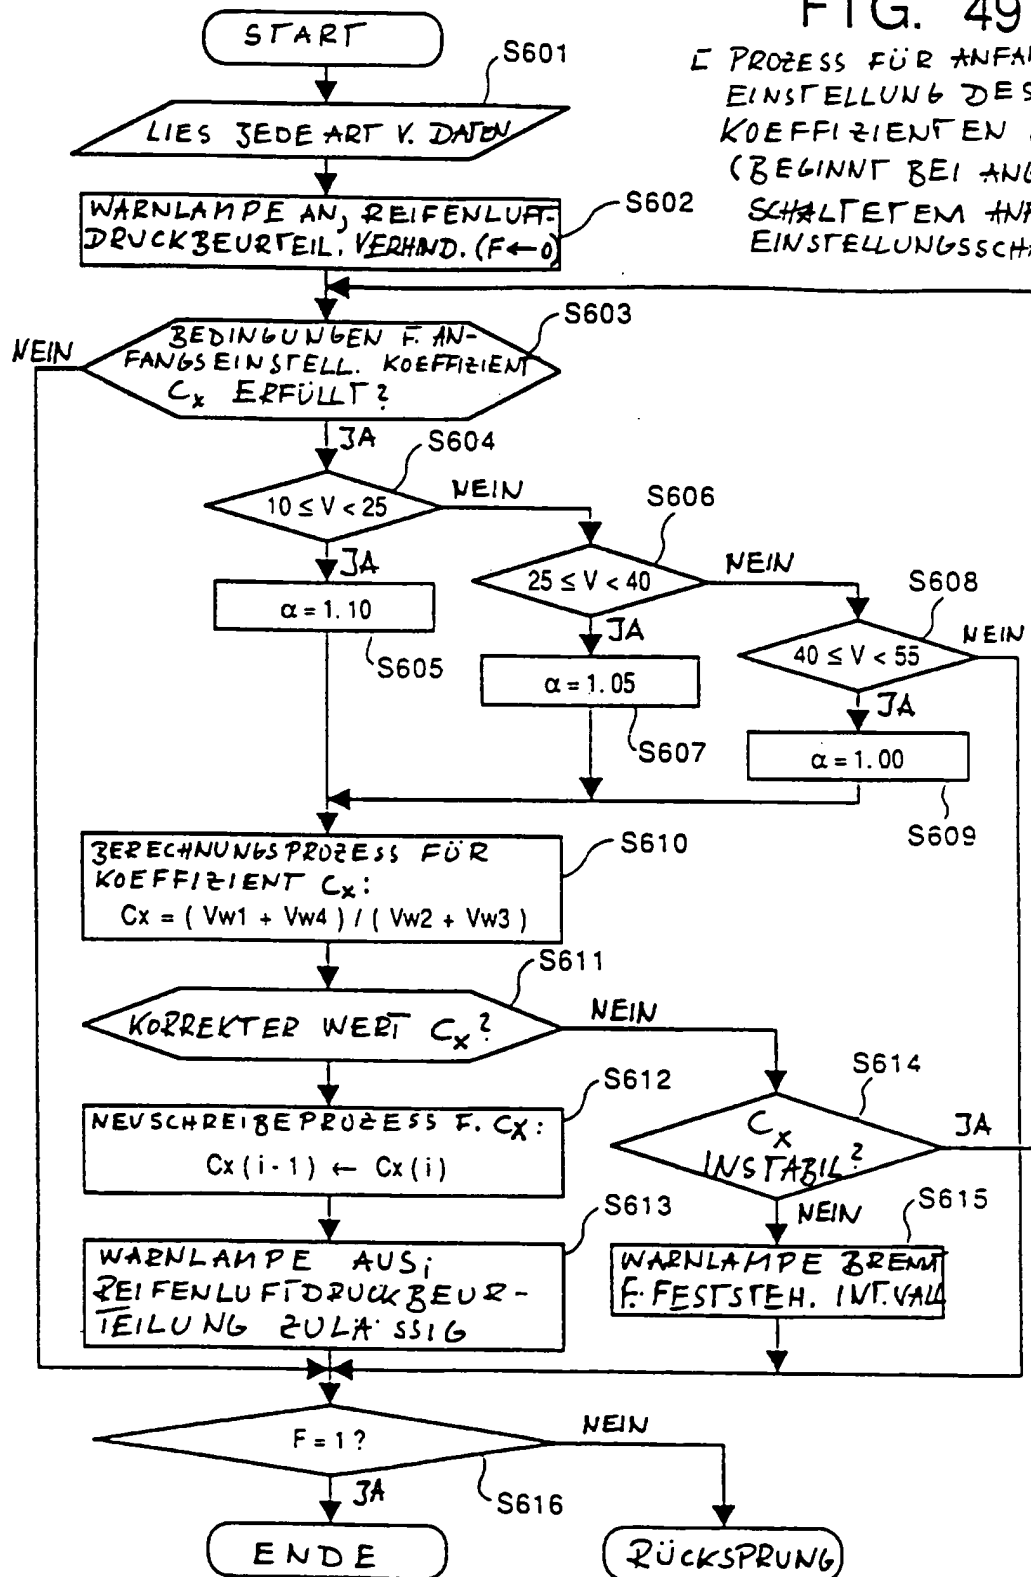 FIG. 49
START
S601
[ PROZESS FÜR
EINSTELLUNG DES
KOEFFIZIENTEN
(BEGINNT BEI
SCHALTETEM
LIES JEDE ART V. DATEN
WARNLAMPE AN, REIFENLUFT-
DRUCKBEURTEIL. VERHIND. (F←0)
S602
S603
BEDINGUNGEN F. AN-
FANGSEINSTELL. KOEFFIZIENT
Cx ERFÜLLT?
NEIN
JA
S604
10 ≤ V < 25
NEIN
S606
JA
25 ≤ V < 40
NEIN
S608
α = 1.10
S605
JA
40 ≤ V < 55
NEIN
α = 1.05
S607
JA
α = 1.00
S609
BERECHNUNGSPROZESS FÜR
KOEFFIZIENT Cx:
Cx = ( Vw1 + Vw4 ) / ( Vw2 + Vw3 )
S610
S611
KORREKTER WERT Cx?
NEIN
S612
NEUSCHREIBEPROZESS F. CX:
Cx ( i - 1 ) ← Cx ( i )
S614
Cx
INSTABIL?
JA
NEIN
S613
S615
WARNLAMPE AUS;
REIFENLUFTDRUCKBEUR-
TEILUNG ZULÄSSIG
WARNLAMPE BRENNT
F. FESTSTEH. INT.VALL
F = 1 ?
NEIN
JA
S616
ENDE
RÜCKSPRUNG